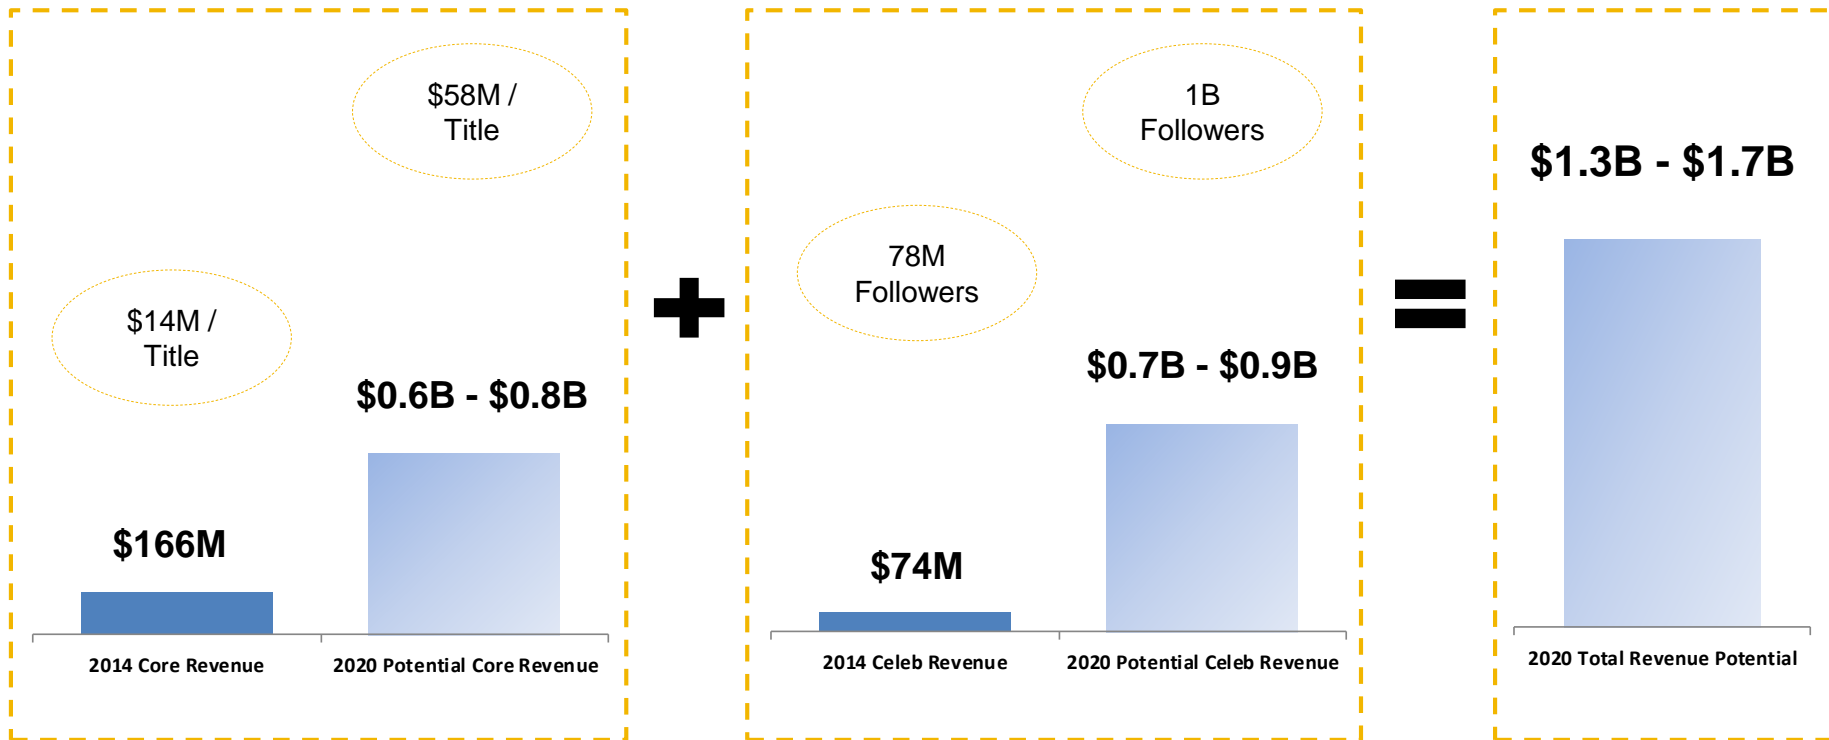 $58M /
Title
$14M /
Title
$0.6B - $0.8B
$166M
2014 Core Revenue
2020 Potential Core Revenue
1B
Followers
78M
Followers
$0.7B - $0.9B
$74M
2014 Celeb Revenue
2020 Potential Celeb Revenue
$1.3B - $1.7B
2020 Total Revenue Potential